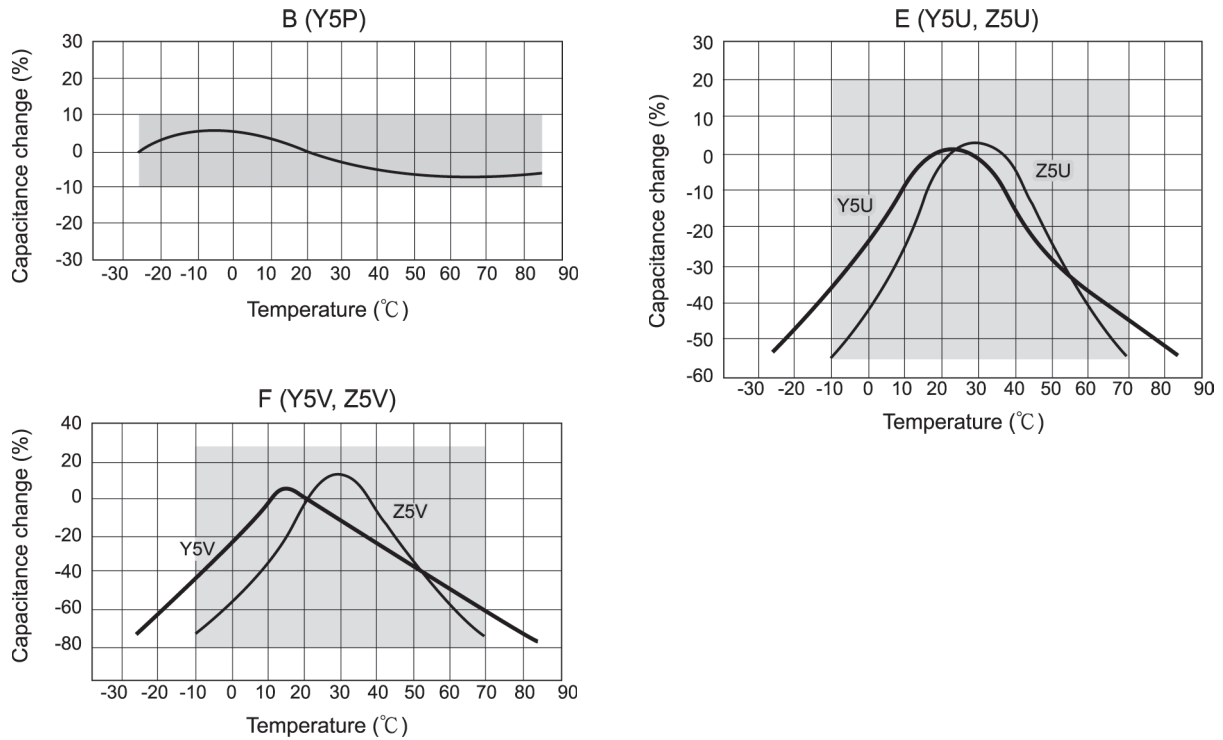 B (Y5P)
Capacitance change (%)
30
20
10
0
-10
-20
-30
-30 -20 -10 0 10 20 30 40 50 60 70 80 90
Temperature (℃)
E (Y5U, Z5U)
Capacitance change (%)
30
20
10
0
-10
-20
-30
-40
-50
-60
Y5U
Z5U
-30 -20 -10 0 10 20 30 40 50 60 70 80 90
Temperature (℃)
F (Y5V, Z5V)
Capacitance change (%)
40
20
0
-20
-40
-60
-80
Y5V
Z5V
-30 -20 -10 0 10 20 30 40 50 60 70 80 90
Temperature (℃)